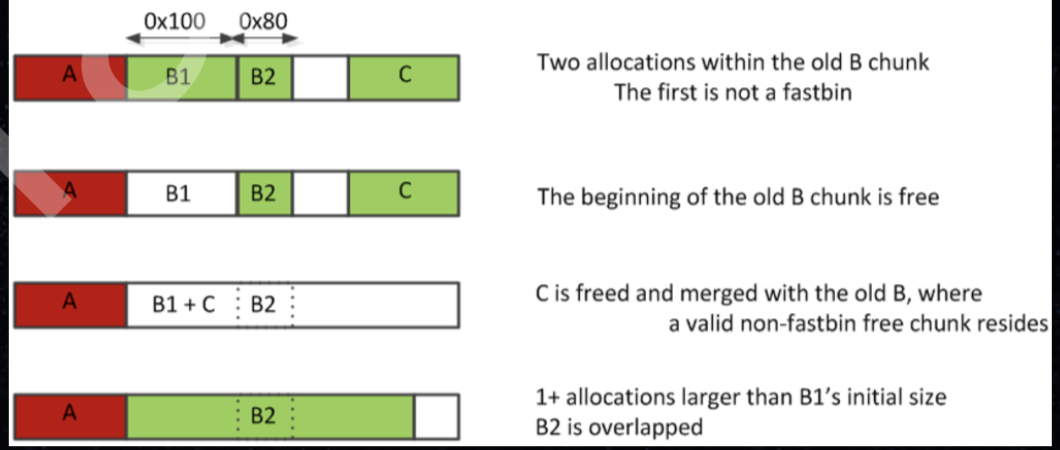 0x100 0x80
A B1 B2 C
Two allocations within the old B chunk
The first is not a fastbin
A B1 B2 C
The beginning of the old B chunk is free
A B1 + C B2
C is freed and merged with the old B, where
a valid non-fastbin free chunk resides
A B2
1+ allocations larger than B1’s initial size
B2 is overlapped